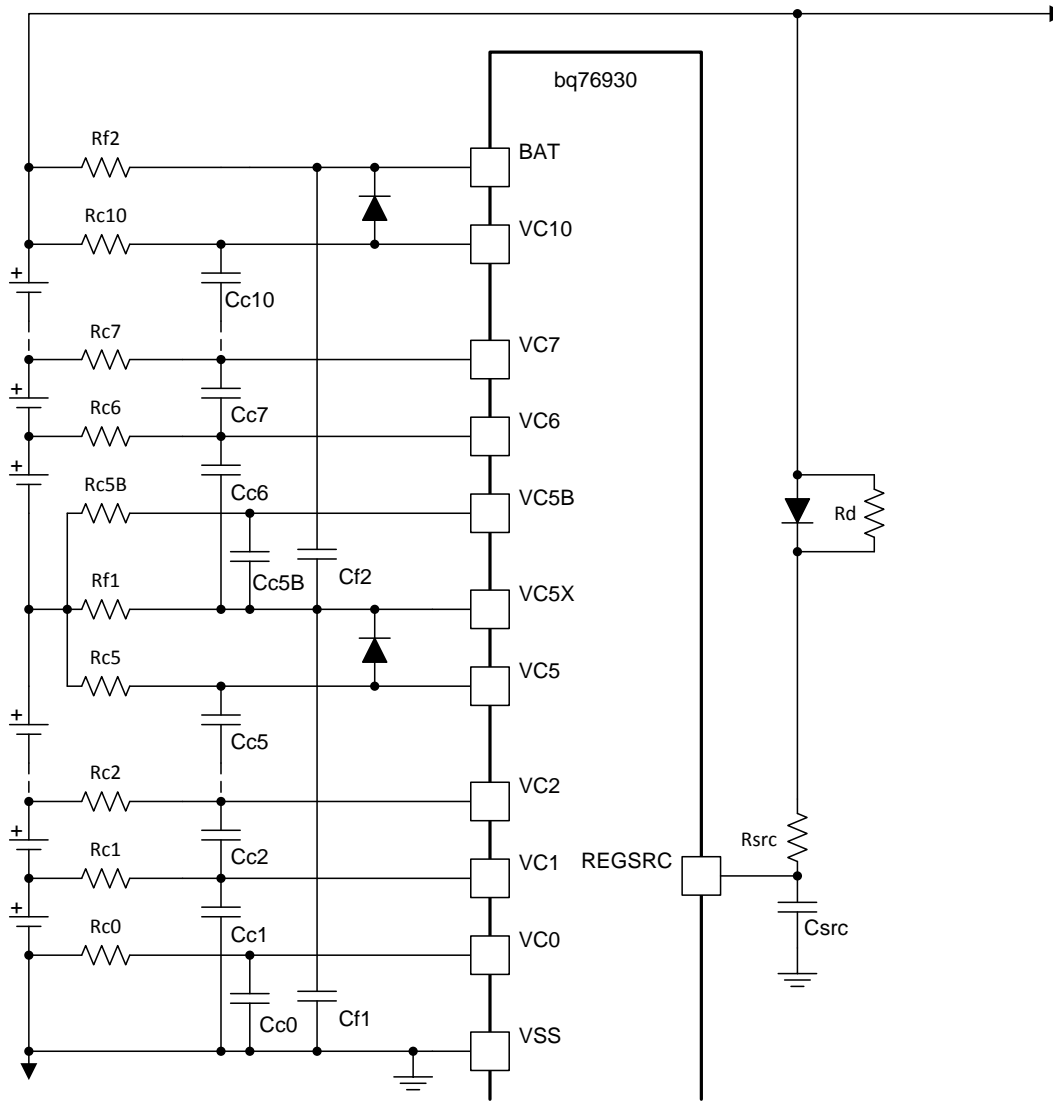 bq76930
Rf2
BAT
Rc10
VC10
+
Cc10
Rc7
VC7
+
Cc7
Rc6
VC6
+
Cc6
Rc5B
VC5B
Rd
Cc5B
Cf2
Rf1
VC5X
Rc5
VC5
+
Cc5
Rc2
VC2
+
Cc2
Rsrc
Rc1
VC1
REGSRC
+
Cc1
Csrc
Rc0
VC0
Cc0
Cf1
VSS